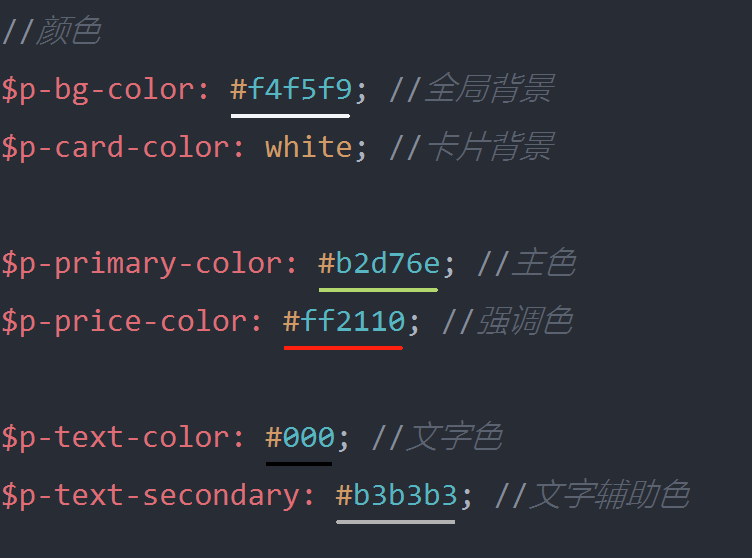 //颜色
$p-bg-color: #f4f5f9; //全局背景
$p-card-color: white; //卡片背景
$p-primary-color: #b2d76e; //主色
$p-price-color: #ff2110; //强调色
$p-text-color: #000; //文字色
$p-text-secondary: #b3b3b3; //文字辅助色